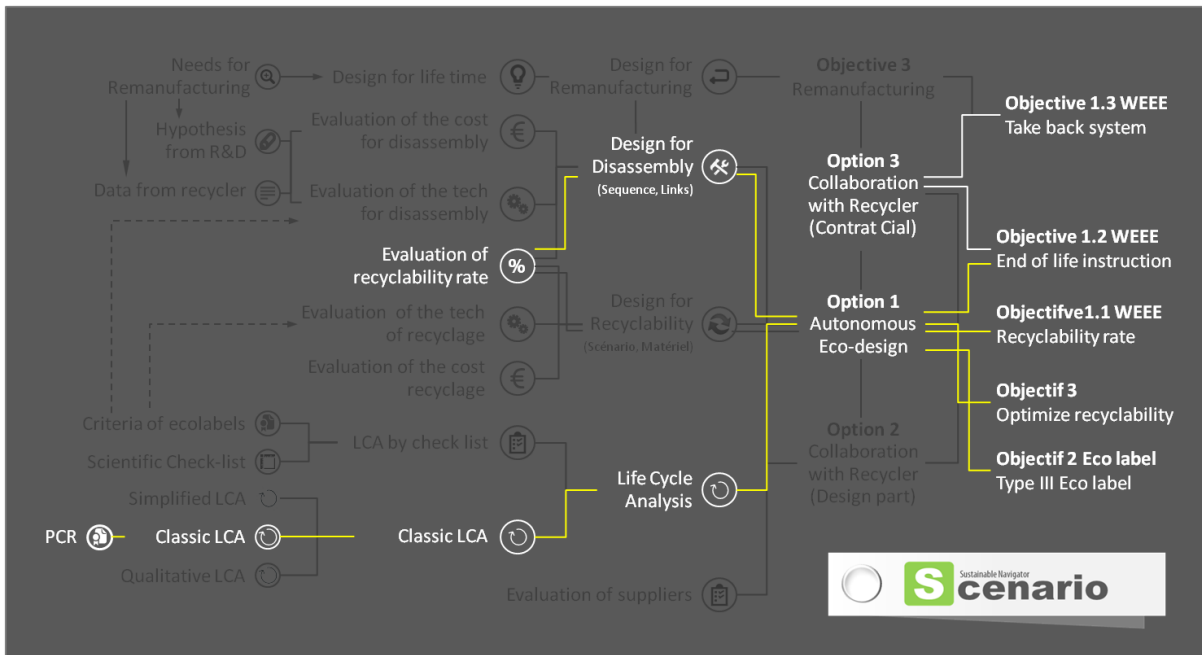 Needs for
Remanufacturing
Design for life time
Design for
Remanufacturing
Objective 3
Remanufacturing
Objective 1.3 WEEE
Take back system
Hypothesis
from R&D
Evaluation of the cost
for disassembly
€
Design for
Disassembly
(Sequence, Links)
Option 3
Collaboration
with Recycler
(Contrat Cial)
Data from recycler
Evaluation of the tech
for disassembly
Objective 1.2 WEEE
End of life instruction
Evaluation of
recyclability rate
%
Evaluation of the tech
of recyclage
Design for
Recyclability
(Scénario, Matériel)
Option 1
Autonomous
Eco-design
Objectifve1.1 WEEE
Recyclability rate
Evaluation of the cost
recyclage
€
Objectif 3
Optimize recyclability
Criteria of ecolabels
Scientific Check-list
LCA by check list
Option 2
Collaboration
with Recycler
(Design part)
Objectif 2 Eco label
Type III Eco label
Simplified LCA
Life Cycle
Analysis
PCR
Classic LCA
Classic LCA
Qualitative LCA
Evaluation of suppliers
Sustainable Navigator
Scenario